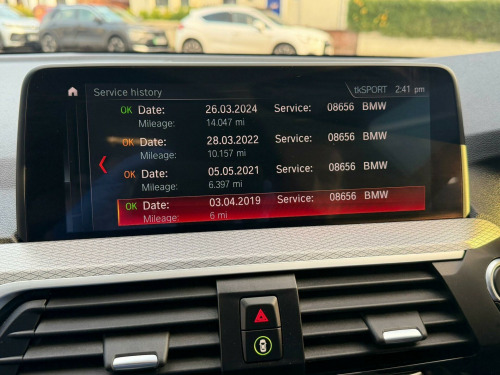 Service history tkSPORT 2:41 pm
OK Date: 26.03.2024 Service: 08656 BMW
Mileage: 14.047 mi
OK Date: 28.03.2022 Service: 08656 BMW
Mileage: 10.157 mi
OK Date: 05.05.2021 Service: 08656 BMW
Mileage: 6.397 mi
OK Date: 03.04.2019 Service: 08656 BMW
Mileage: 6 mi